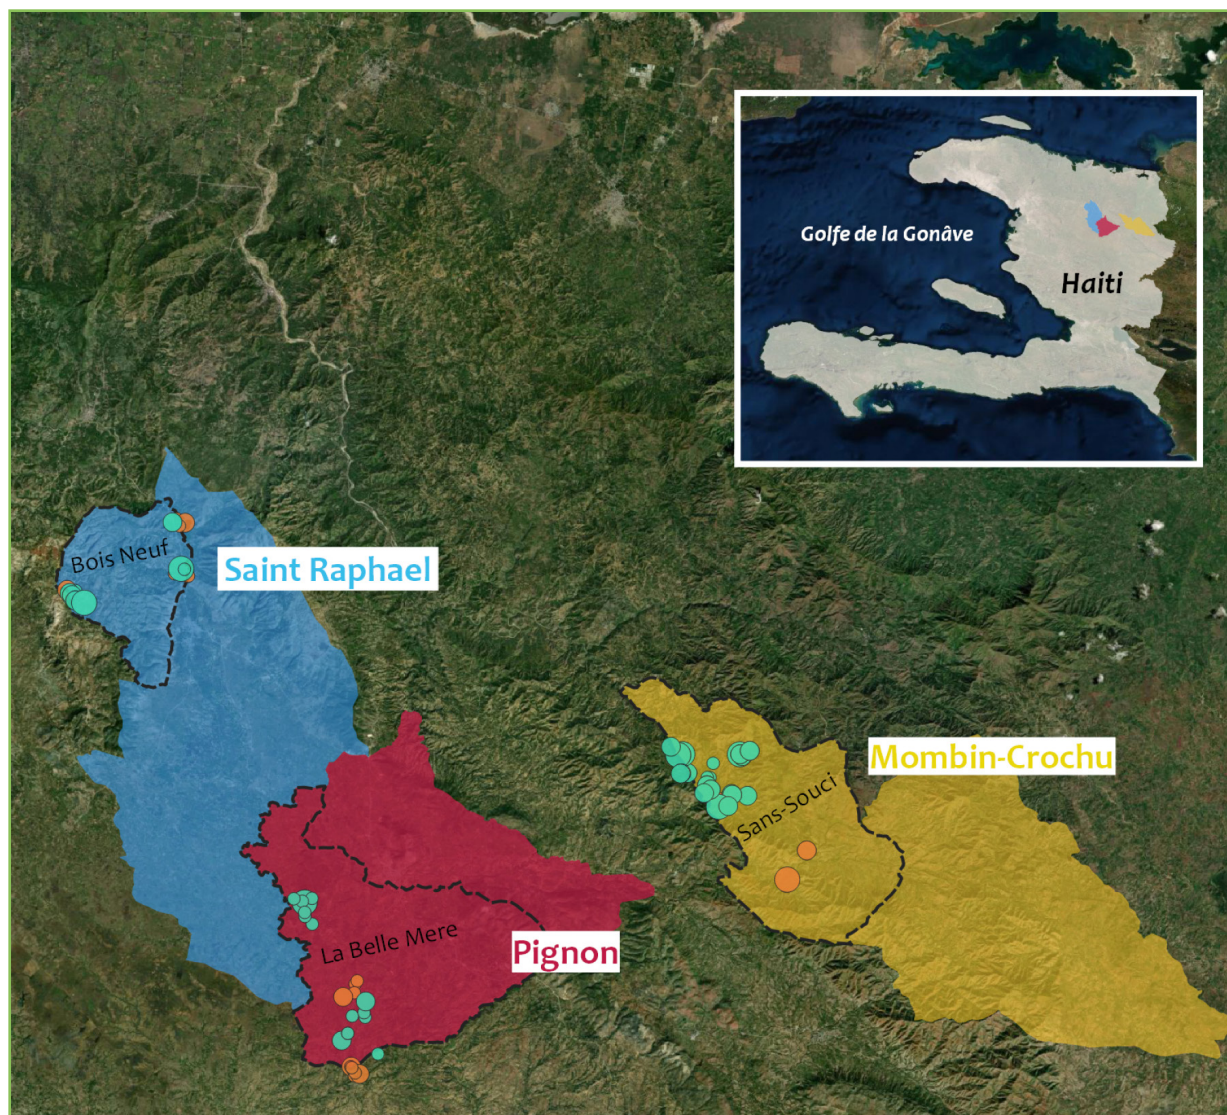 Golfe de la Gonâve
Haiti
Bois Neuf
Saint Raphael
Mombin-Crochu
Sans-Souci
La Belle Mere
Pignon